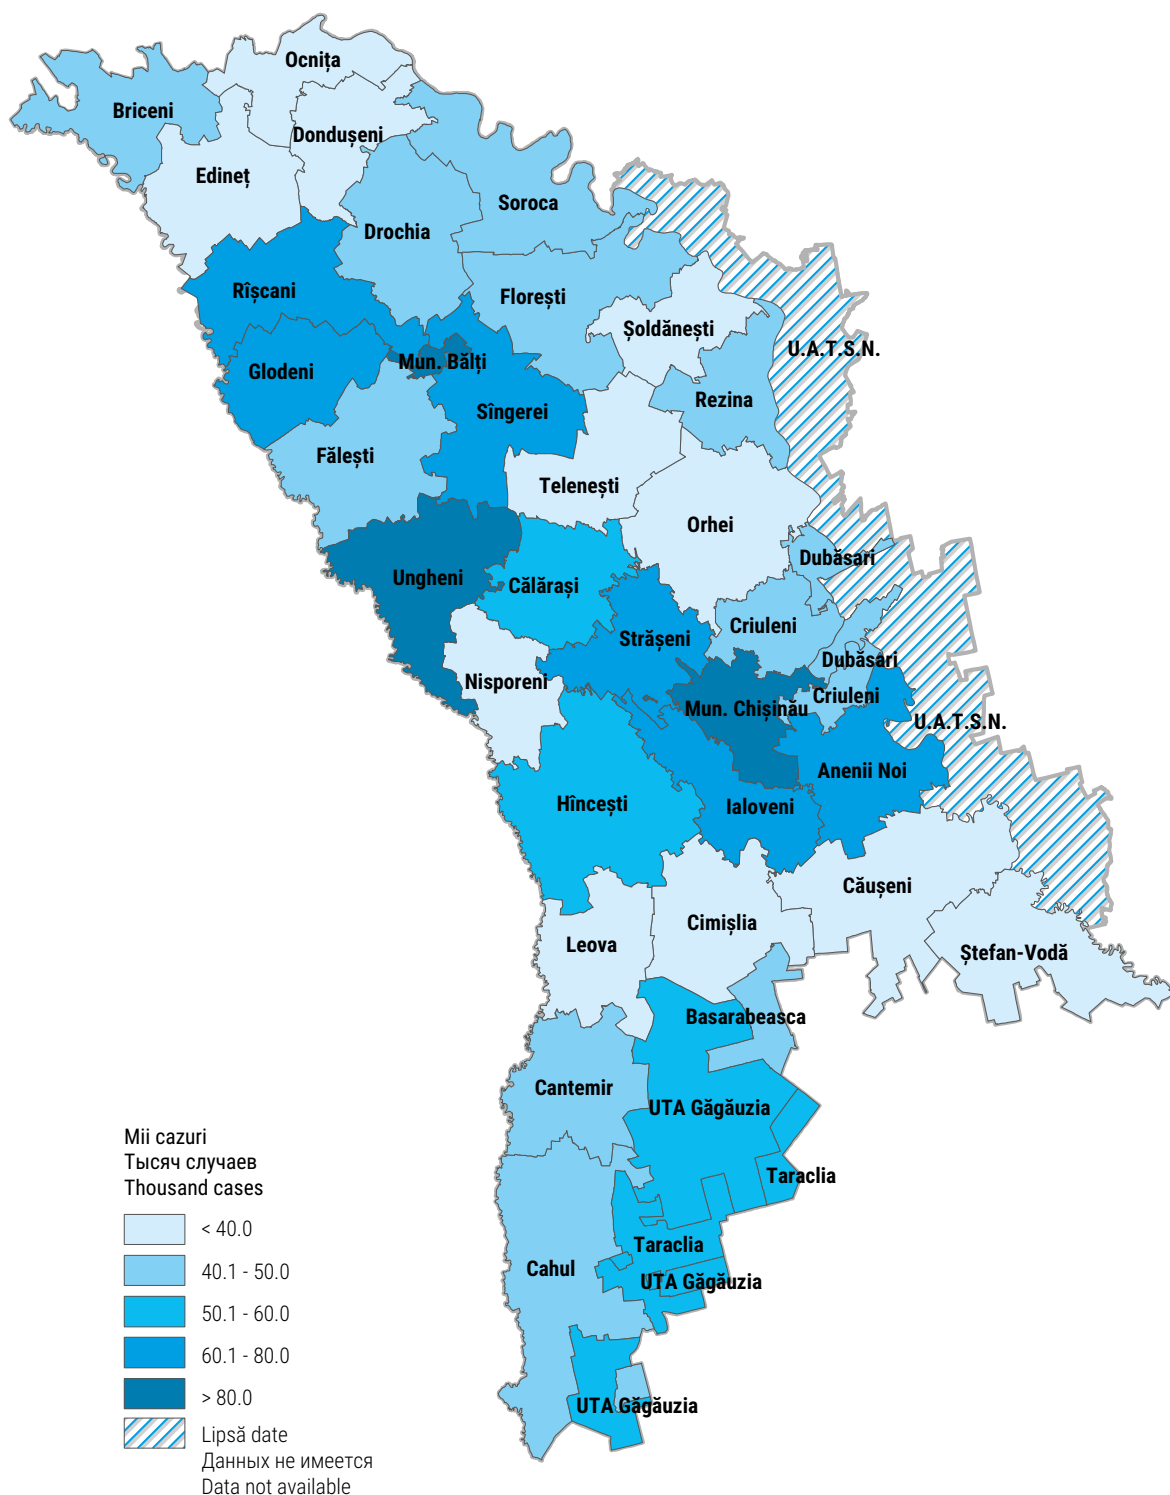 Ocnița
Briceni
Dondușeni
Edineț
Soroca
Drochia
Rîșcani
Florești
Șoldănești
U.A.T.S.N.
Mun. Bălți
Glodeni
Rezina
Sîngerei
Fălești
Telenești
Orhei
Dubăsari
Ungheni
Călărași
Criuleni
Strășeni
Dubăsari
Nisporeni
Criuleni
Mun. Chișinău
U.A.T.S.N.
Anenii Noi
Hîncești
Ialoveni
Căușeni
Cimișlia
Leova
Ștefan-Vodă
Basarabeasca
Cantemir
UTA Găgăuzia
Taraclia
Taraclia
Cahul
UTA Găgăuzia
UTA Găgăuzia
Mii cazuri
Тысяч случаев
Thousand cases
< 40.0
40.1 - 50.0
50.1 - 60.0
60.1 - 80.0
> 80.0
Lipsă date
Данных не имеется
Data not available